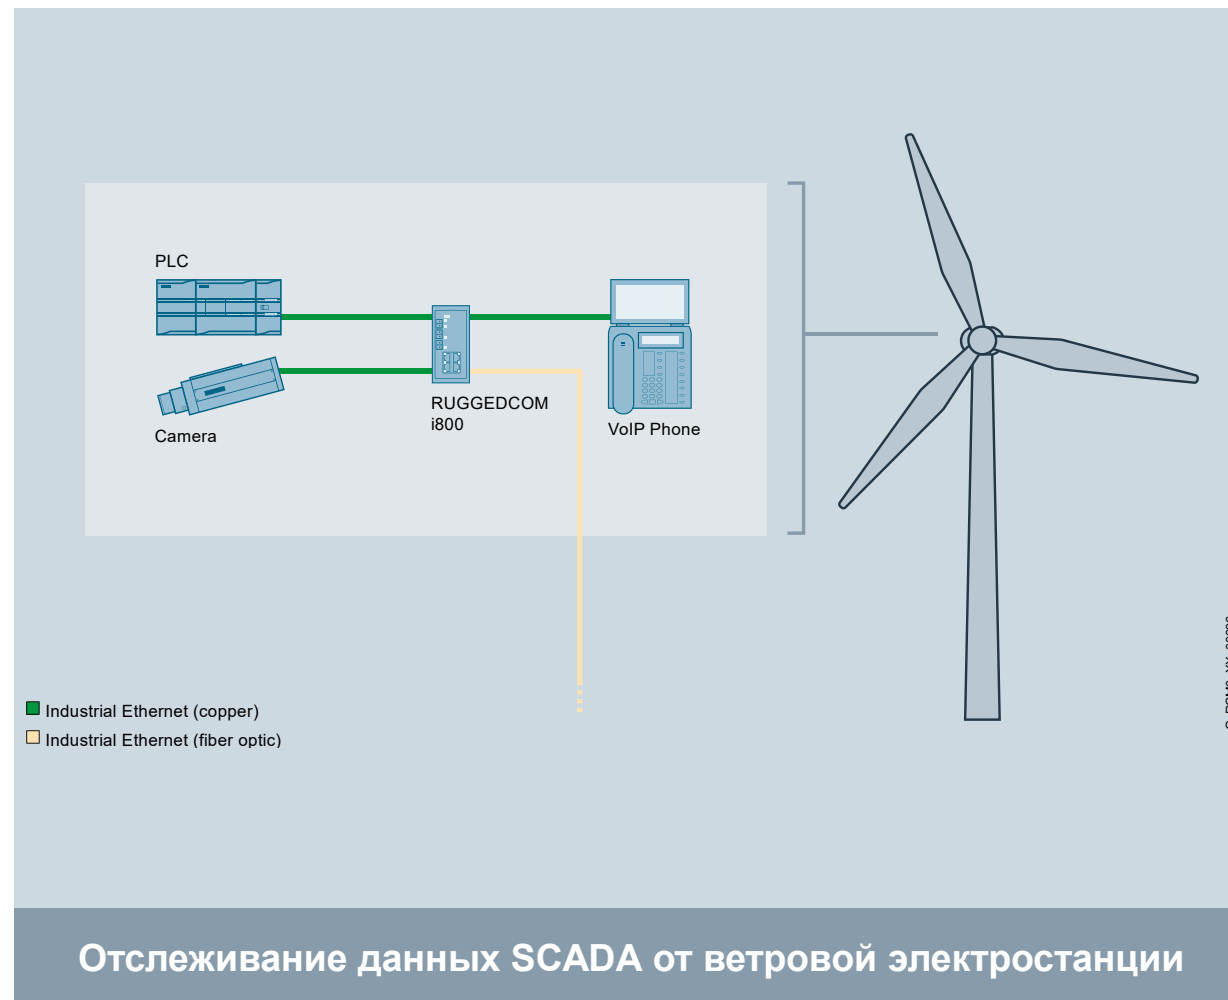 PLC
Camera
RUGGEDCOM
i800
VoIP Phone
Industrial Ethernet (copper)
Industrial Ethernet (fiber optic)
Отслеживание данных SCADA от ветровой электростанции